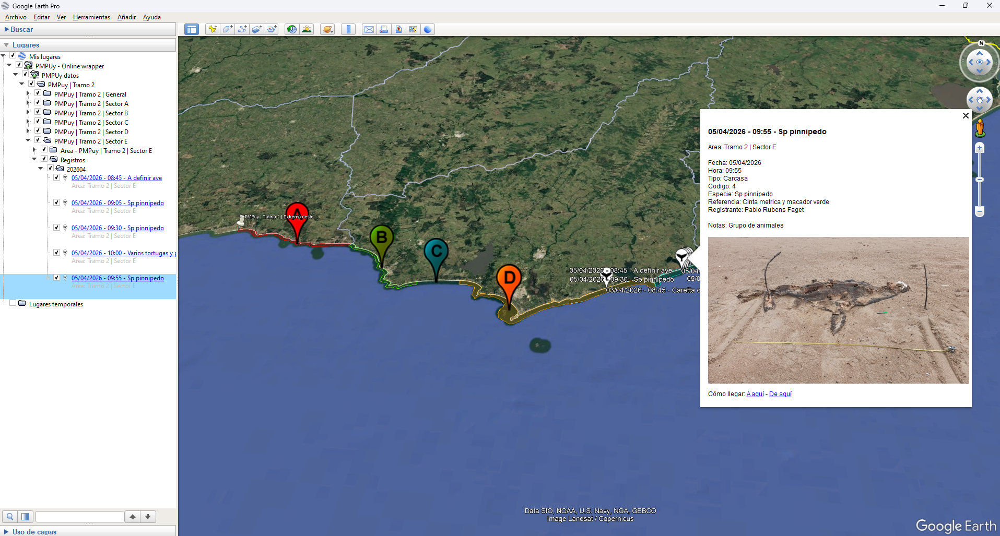 Google Earth Pro
Archivo Editar Ver Herramientas Añadir Ayuda
Buscar
Lugares
Mis lugares
PMPUy - Online wrapper
PMPUy datos
PMPuy | Tramo 2
PMPuy | Tramo 2 | General
PMPuy | Tramo 2 | Sector A
PMPuy | Tramo 2 | Sector B
PMPuy | Tramo 2 | Sector C
PMPuy | Tramo 2 | Sector D
PMPuy | Tramo 2 | Sector E
Area - PMPuy | Tramo 2 | Sector E
Registros
202604
05/04/2026 - 08:45 - A definir ave
Area: Tramo 2 | Sector E
05/04/2026 - 09:05 - Sp pinnipedo
Area: Tramo 2 | Sector E
05/04/2026 - 09:30 - Sp pinnipedo
Area: Tramo 2 | Sector E
05/04/2026 - 10:00 - Varios tortugas y p
Area: Tramo 2 | Sector E
05/04/2026 - 09:55 - Sp pinnipedo
Area: Tramo 2 | Sector E
Lugares temporales
Uso de capas
N
PMPuy | Tramo 2 | Extremo oeste
A
B
C
D
05/04/2026 - 08:45 - A definir ave
05/04/
05/04/2026 - 09:30 - Sp pinnipedo
05/0
03/04/2026 - 08:45 - Caretta c
05/04/2026 - 09:55 - Sp pinnipedo
Area: Tramo 2 | Sector E
Fecha: 05/04/2026
Hora: 09:55
Tipo: Carcasa
Codigo: 4
Especie: Sp pinnipedo
Referencia: Cinta metrica y macador verde
Registrante: Pablo Rubens Faget
Notas: Grupo de animales
Cómo llegar: A aquí - De aquí
Data SIO, NOAA, U.S. Navy, NGA, GEBCO
Image Landsat / Copernicus
Google Earth